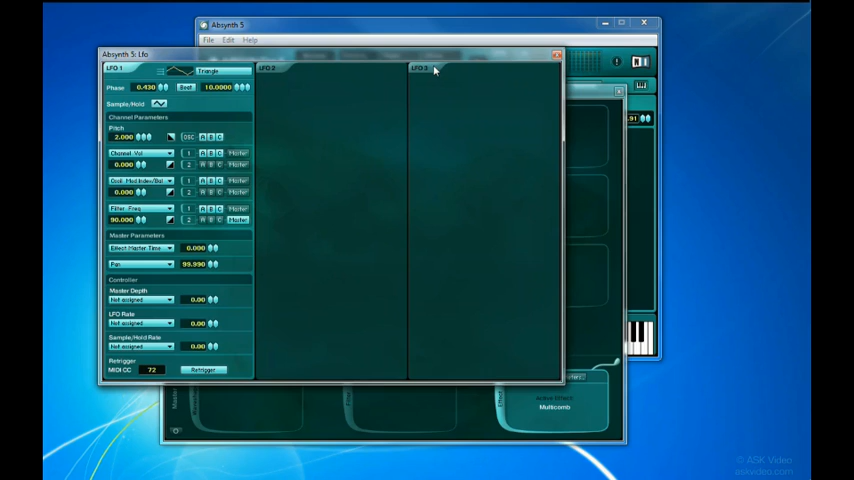 Absynth 5
File Edit Help
Absynth 5: Lfo
LFO 1
LFO 2
LFO 3
Triangle
Phase 0.430 Beat 10.0000
Sample/Hold
Channel Parameters
Pitch
2.000 OSC A B C
Channel Vol 1 A B C Master
0.000 2 A B C Master
Oscil. Mod Index/Bal 1 A B C Master
0.000 2 A B C Master
Filter Freq 1 A B C Master
90.000 2 A B C Master
Master Parameters
Effect Master Time 0.000
Pan 99.990
Controller
Master Depth
Not assigned 0.00
LFO Rate
Not assigned 0.00
Sample/Hold Rate
Not assigned 0.00
Retrigger
MIDI CC 72 Retrigger
.91
Master
Effect
Effect
Multicomb
© ASK Video
askvideo.com